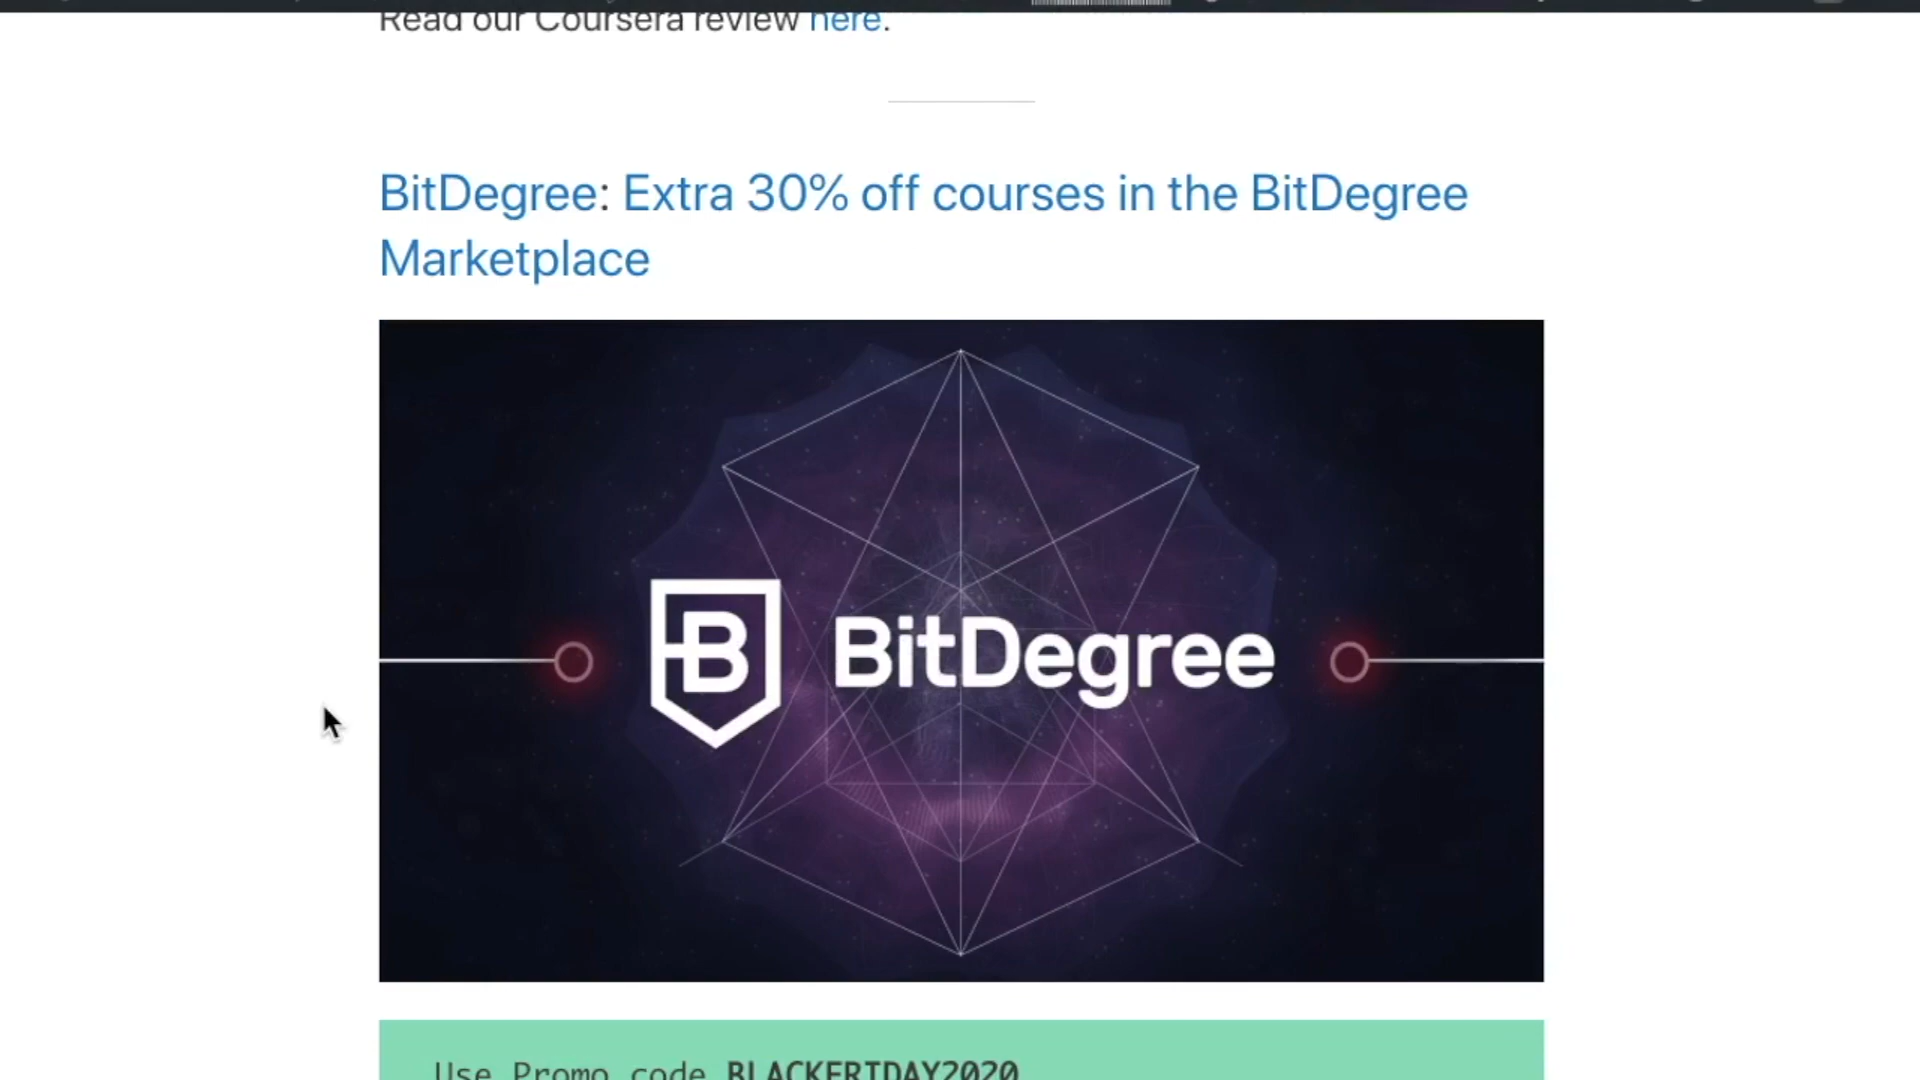 Read our Coursera review here.
BitDegree: Extra 30% off courses in the BitDegree
Marketplace
B BitDegree
Use Promo code BLACKFRIDAY2020